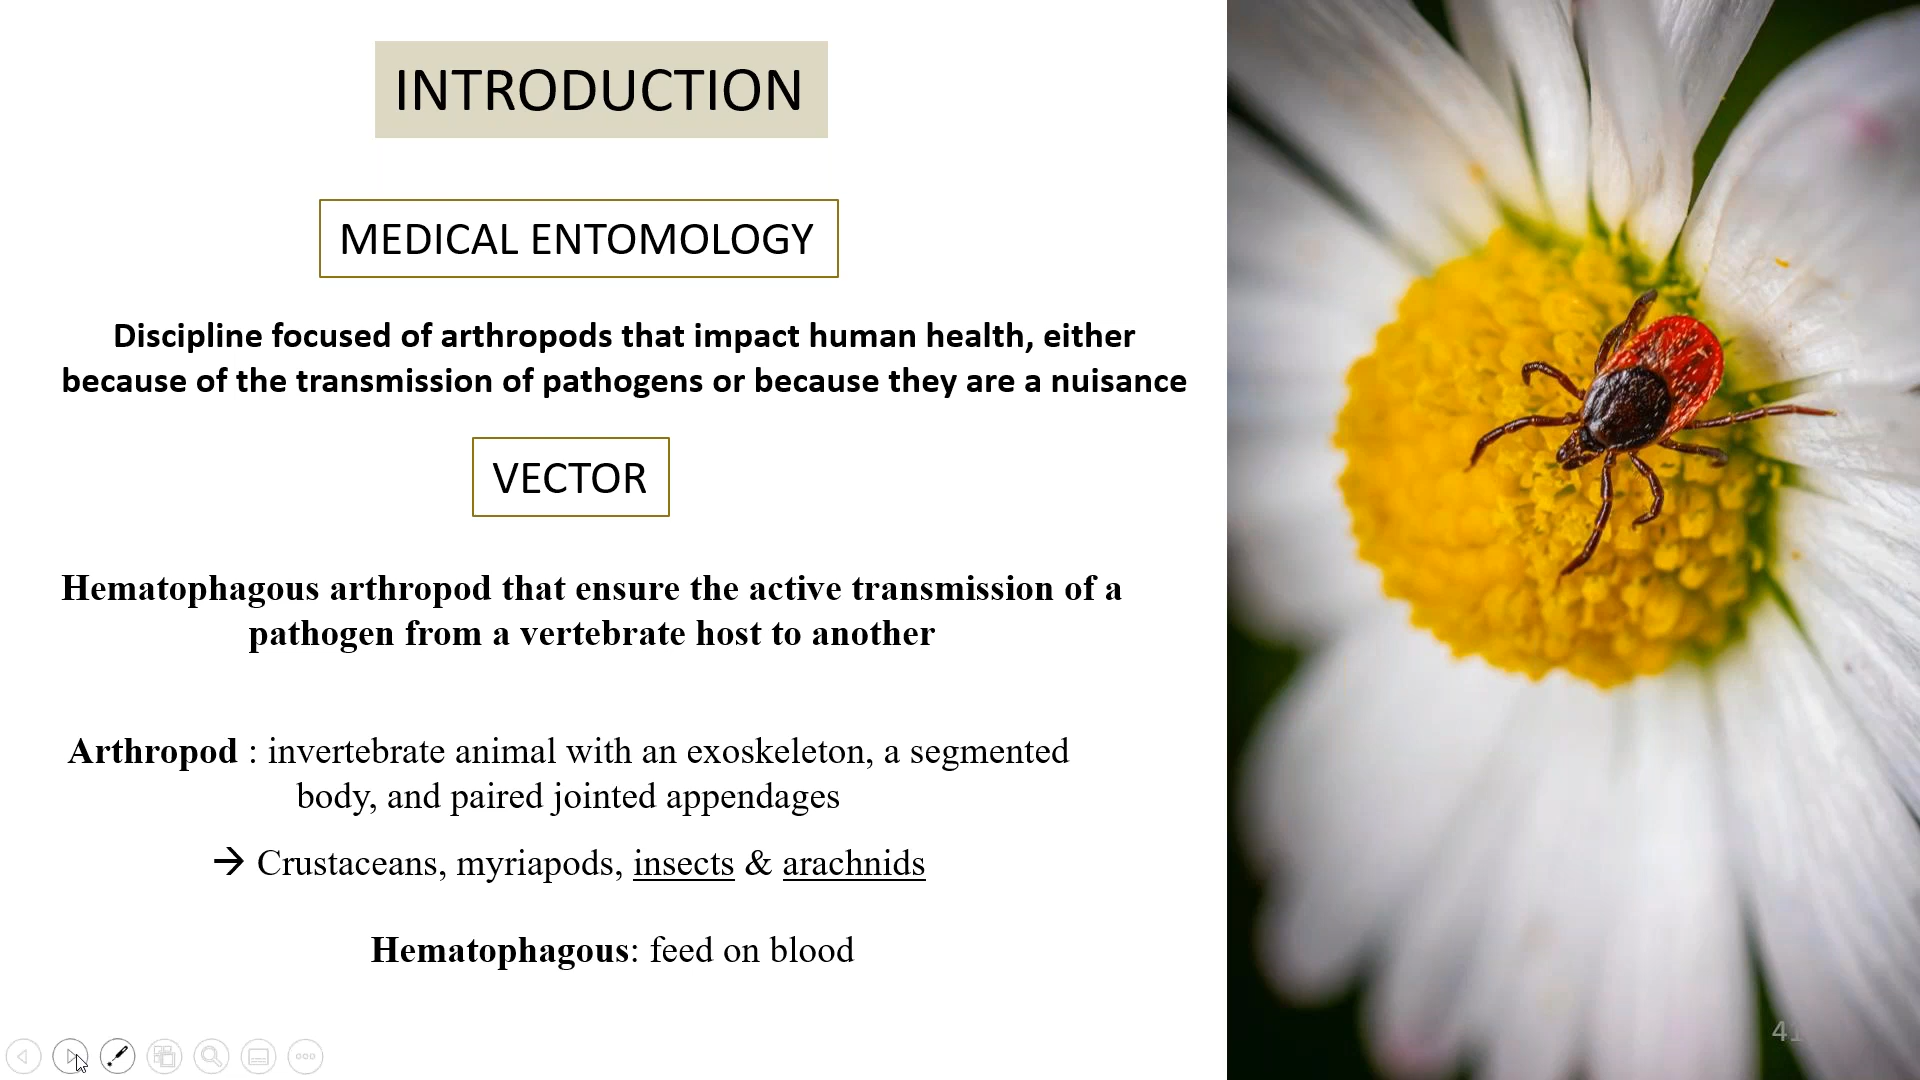 INTRODUCTION
MEDICAL ENTOMOLOGY
Discipline focused of arthropods that impact human health, either
because of the transmission of pathogens or because they are a nuisance
VECTOR
Hematophagous arthropod that ensure the active transmission of a
pathogen from a vertebrate host to another
Arthropod : invertebrate animal with an exoskeleton, a segmented
body, and paired jointed appendages
→ Crustaceans, myriapods, insects & arachnids
Hematophagous: feed on blood
41